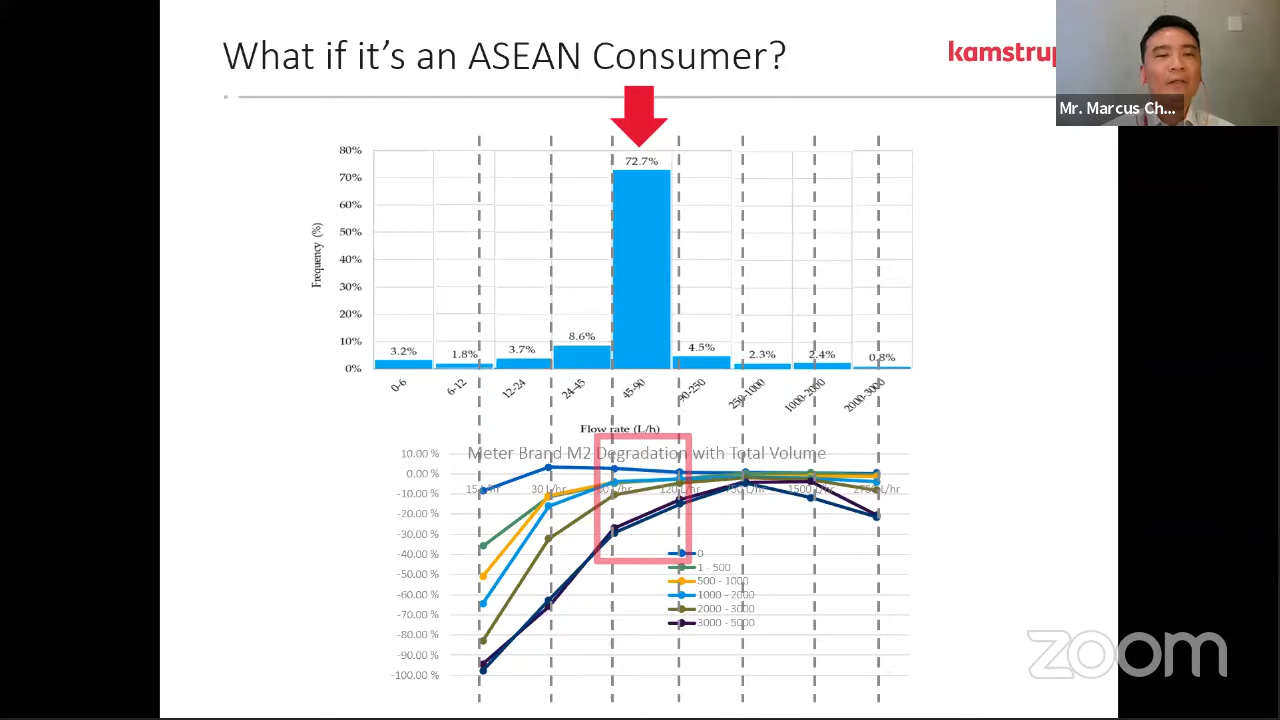 What if it's an ASEAN Consumer?
kamstrup
Mr. Marcus Ch...
80%
70%
60%
50%
40%
30%
20%
10%
0%
Frequency (%)
3.2%
1.8%
3.7%
8.6%
72.7%
4.5%
2.3%
2.4%
0.8%
0-6
6-12
12-24
24-45
45-90
90-250
250-1000
1000-2000
2000-3000
Flow rate (L/h)
Meter Brand M2 Degradation with Total Volume
10.00 %
0.00 %
-10.00 %
-20.00 %
-30.00 %
-40.00 %
-50.00 %
-60.00 %
-70.00 %
-80.00 %
-90.00 %
-100.00 %
30 L/hr
120 L/hr
0
1 - 500
500 - 1000
1000 - 2000
2000 - 3000
3000 - 5000
zoom